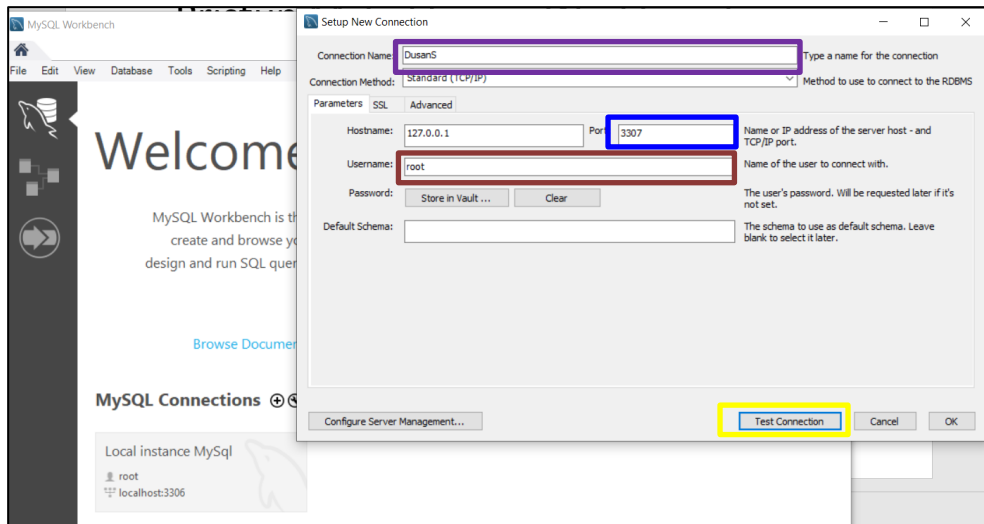 MySQL Workbench
File Edit View Database Tools Scripting Help
Welcome
MySQL Workbench is th
create and browse yo
design and run SQL quer
Browse Documen
MySQL Connections
Local instance MySql
root
localhost:3306
Setup New Connection
Connection Name: DusanS Type a name for the connection
Connection Method: Standard (TCP/IP) Method to use to connect to the RDBMS
Parameters SSL Advanced
Hostname: 127.0.0.1 Port 3307 Name or IP address of the server host - and
TCP/IP port.
Username: root Name of the user to connect with.
Password: Store in Vault ... Clear The user's password. Will be requested later if it's
not set.
Default Schema: The schema to use as default schema. Leave
blank to select it later.
Configure Server Management... Test Connection Cancel OK